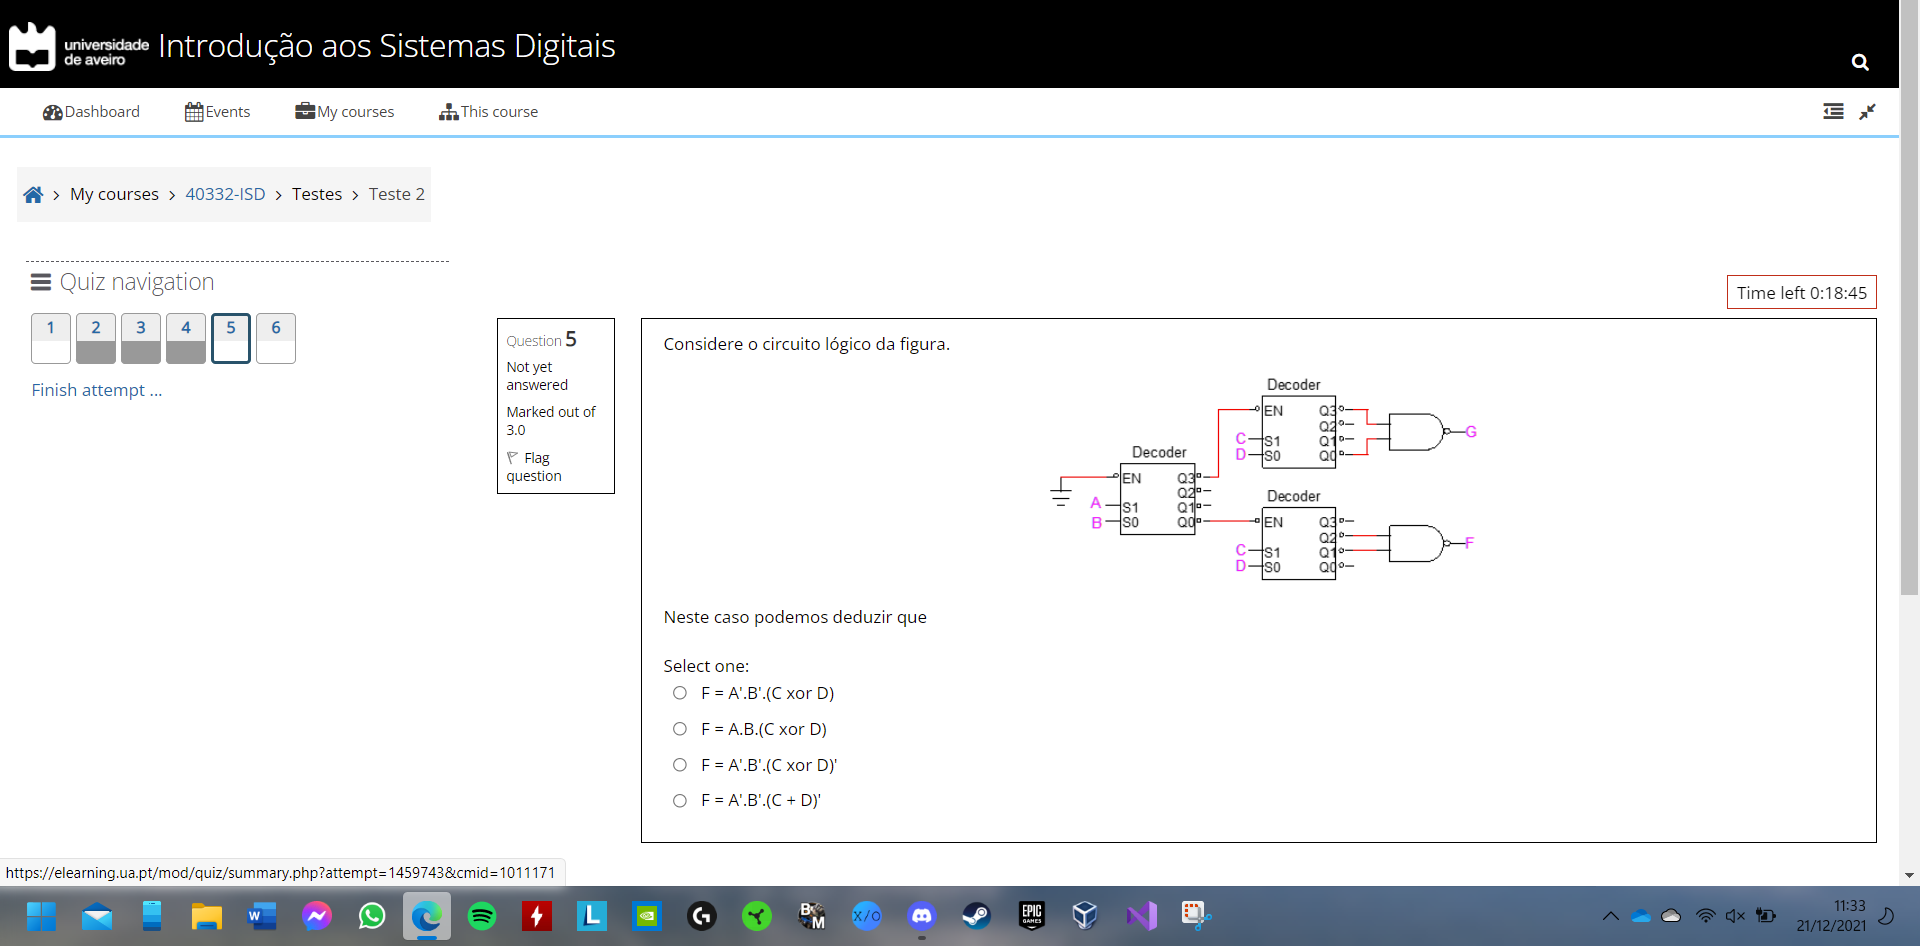 universidade
de aveiro
Introdução aos Sistemas Digitais
Dashboard
Events
My courses
This course
> My courses > 40332-ISD > Testes > Teste 2
Quiz navigation
1 2 3 4 5 6
Finish attempt ...
Time left 0:18:45
Question 5
Not yet
answered
Marked out of
3.0
Flag
question
Considere o circuito lógico da figura.
Decoder
EN
S1
S0
Q3
Q2
Q1
Q0
A
B
Decoder
EN
S1
S0
Q3
Q2
Q1
Q0
C
D
G
Decoder
EN
S1
S0
Q3
Q2
Q1
Q0
C
D
F
Neste caso podemos deduzir que
Select one:
F = A'.B'.(C xor D)
F = A.B.(C xor D)
F = A'.B'.(C xor D)'
F = A'.B'.(C + D)'
https://elearning.ua.pt/mod/quiz/summary.php?attempt=1459743&cmid=1011171
W
L
G
B
M
X/O
EPIC
GAMES
11:33
21/12/2021